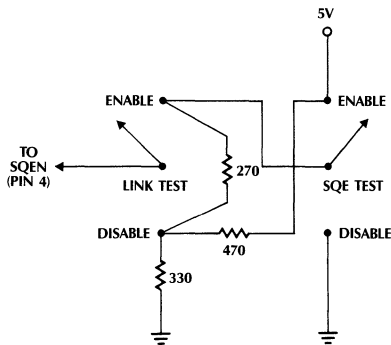 5V
ENABLE
ENABLE
TO
SQEN
(PIN 4)
LINK TEST
270
SQE TEST
DISABLE
470
DISABLE
330